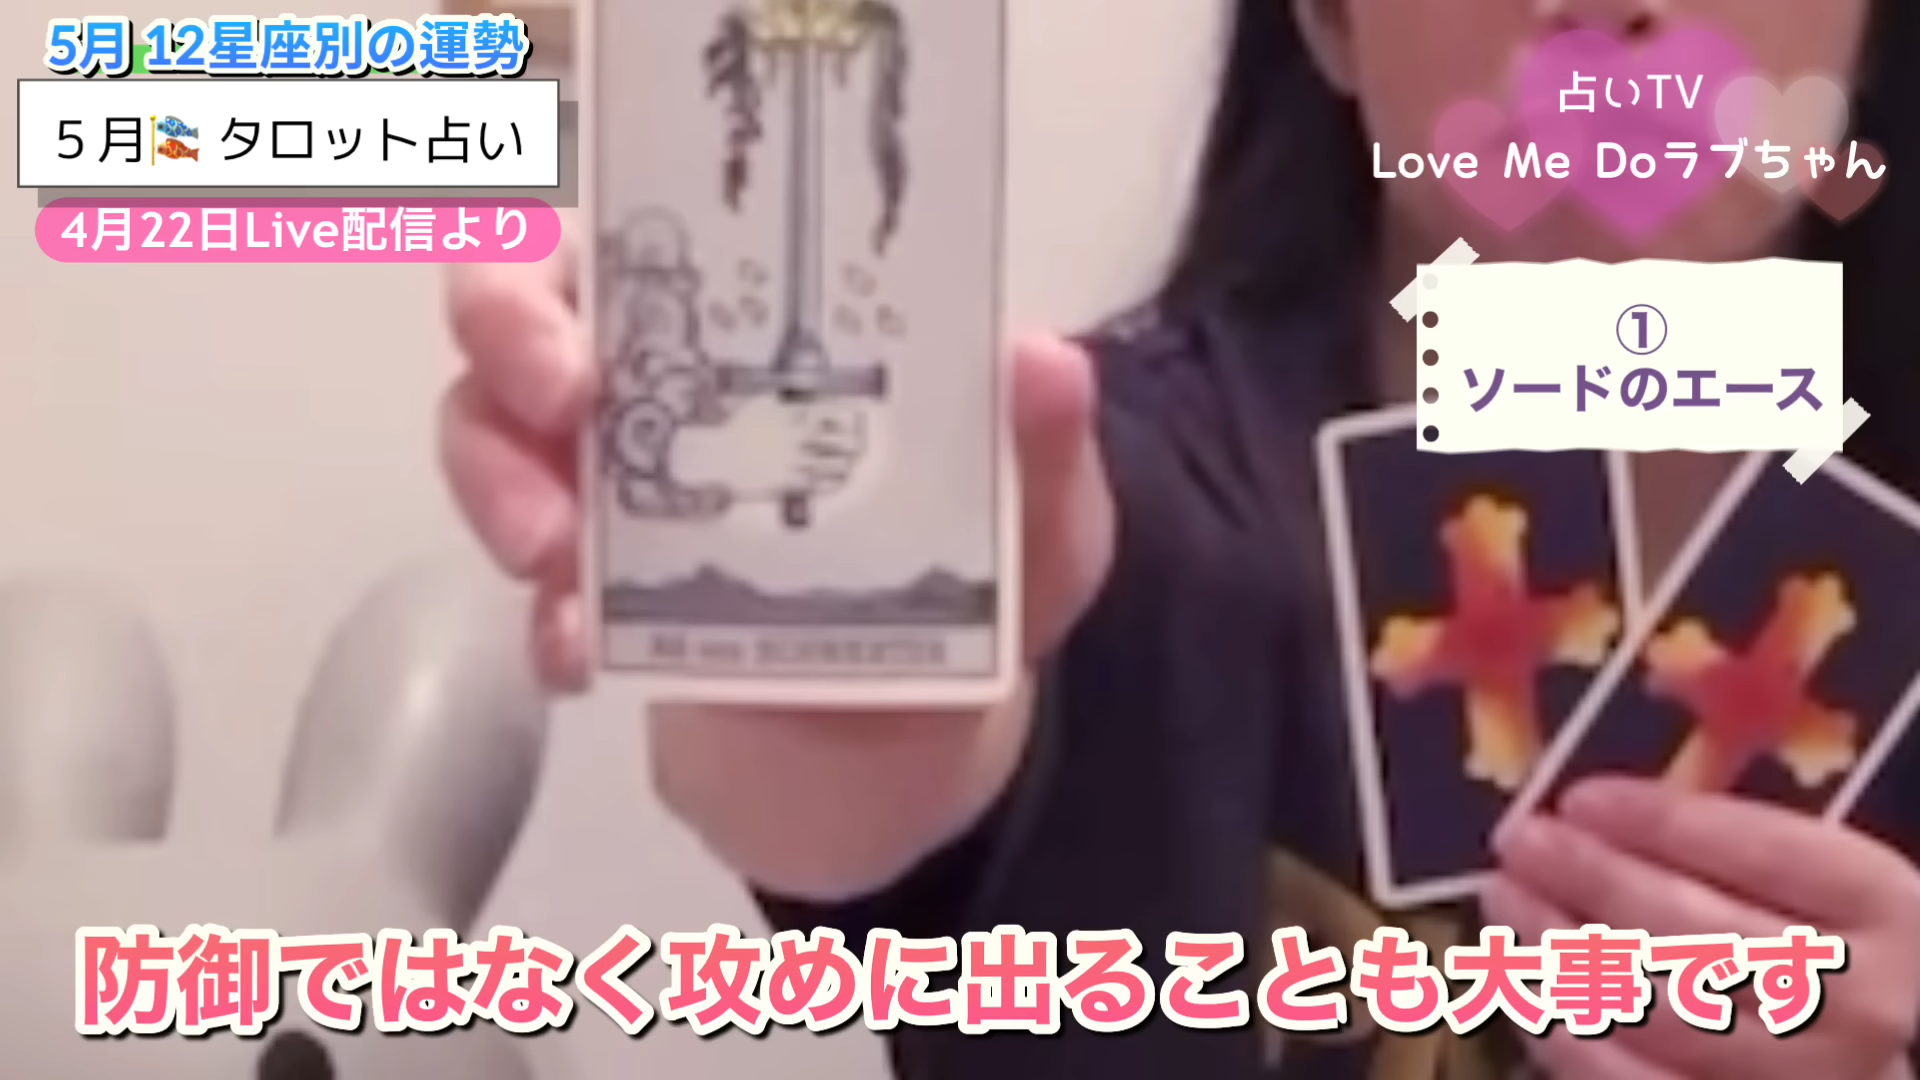 5月 12星座別の運勢
５月🎏 タロット占い
4月22日Live配信より
占いTV
Love Me Doラブちゃん
①
ソードのエース
防御ではなく攻めに出ることも大事です